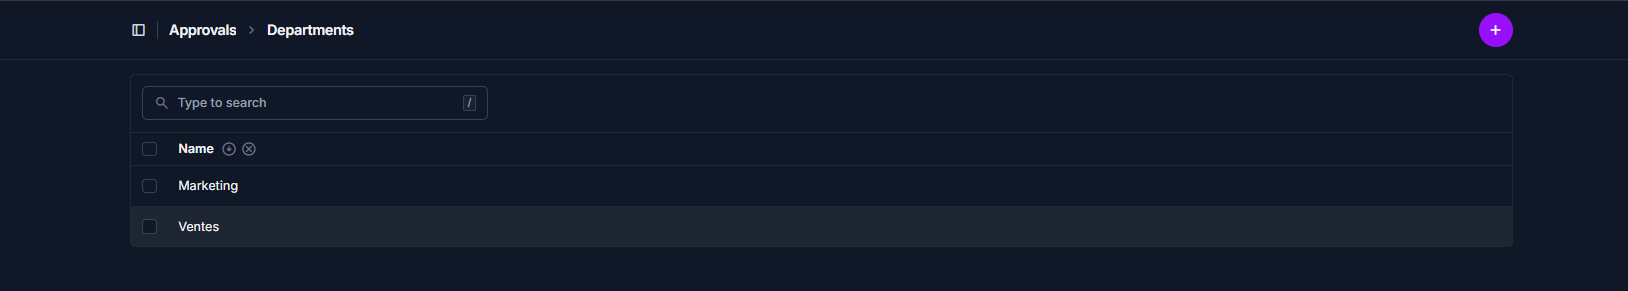 Approvals > Departments
+
Type to search /
Name
Marketing
Ventes